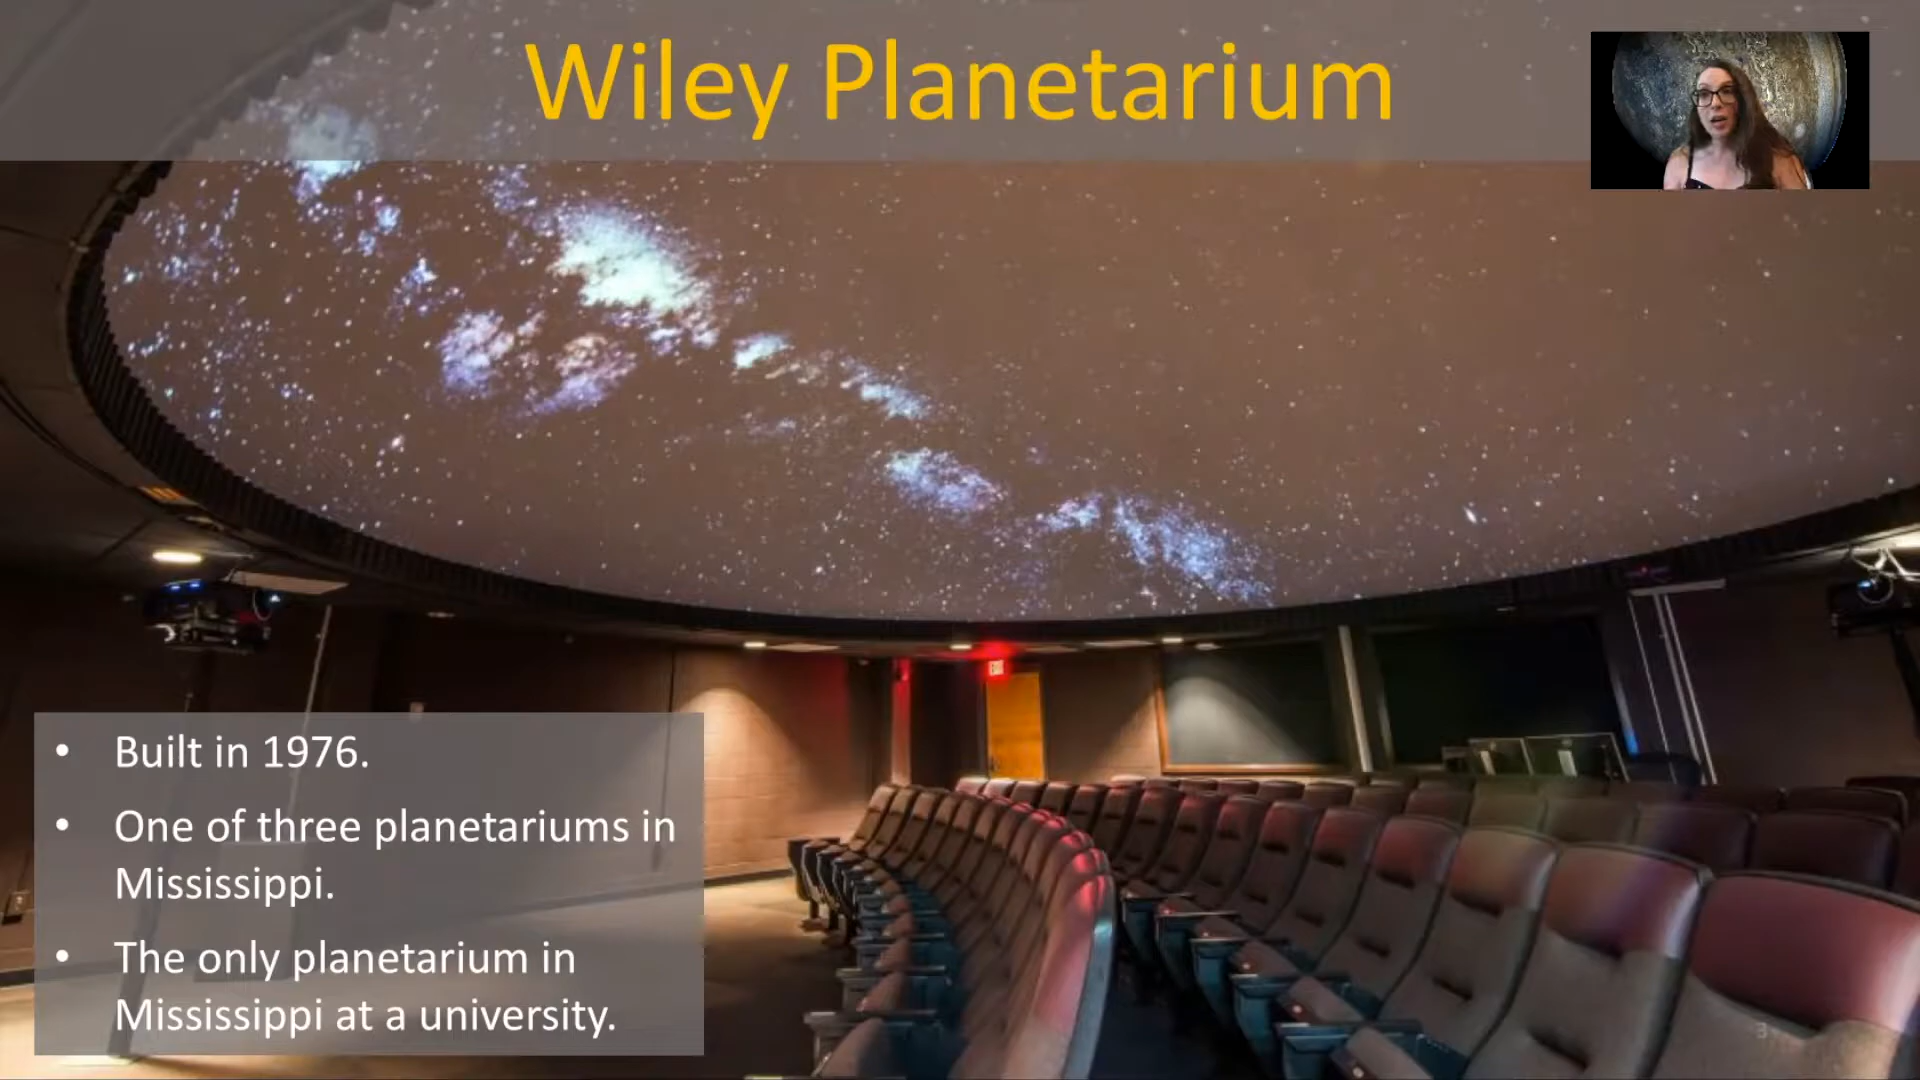 Wiley Planetarium
• Built in 1976.
• One of three planetariums in
Mississippi.
• The only planetarium in
Mississippi at a university.